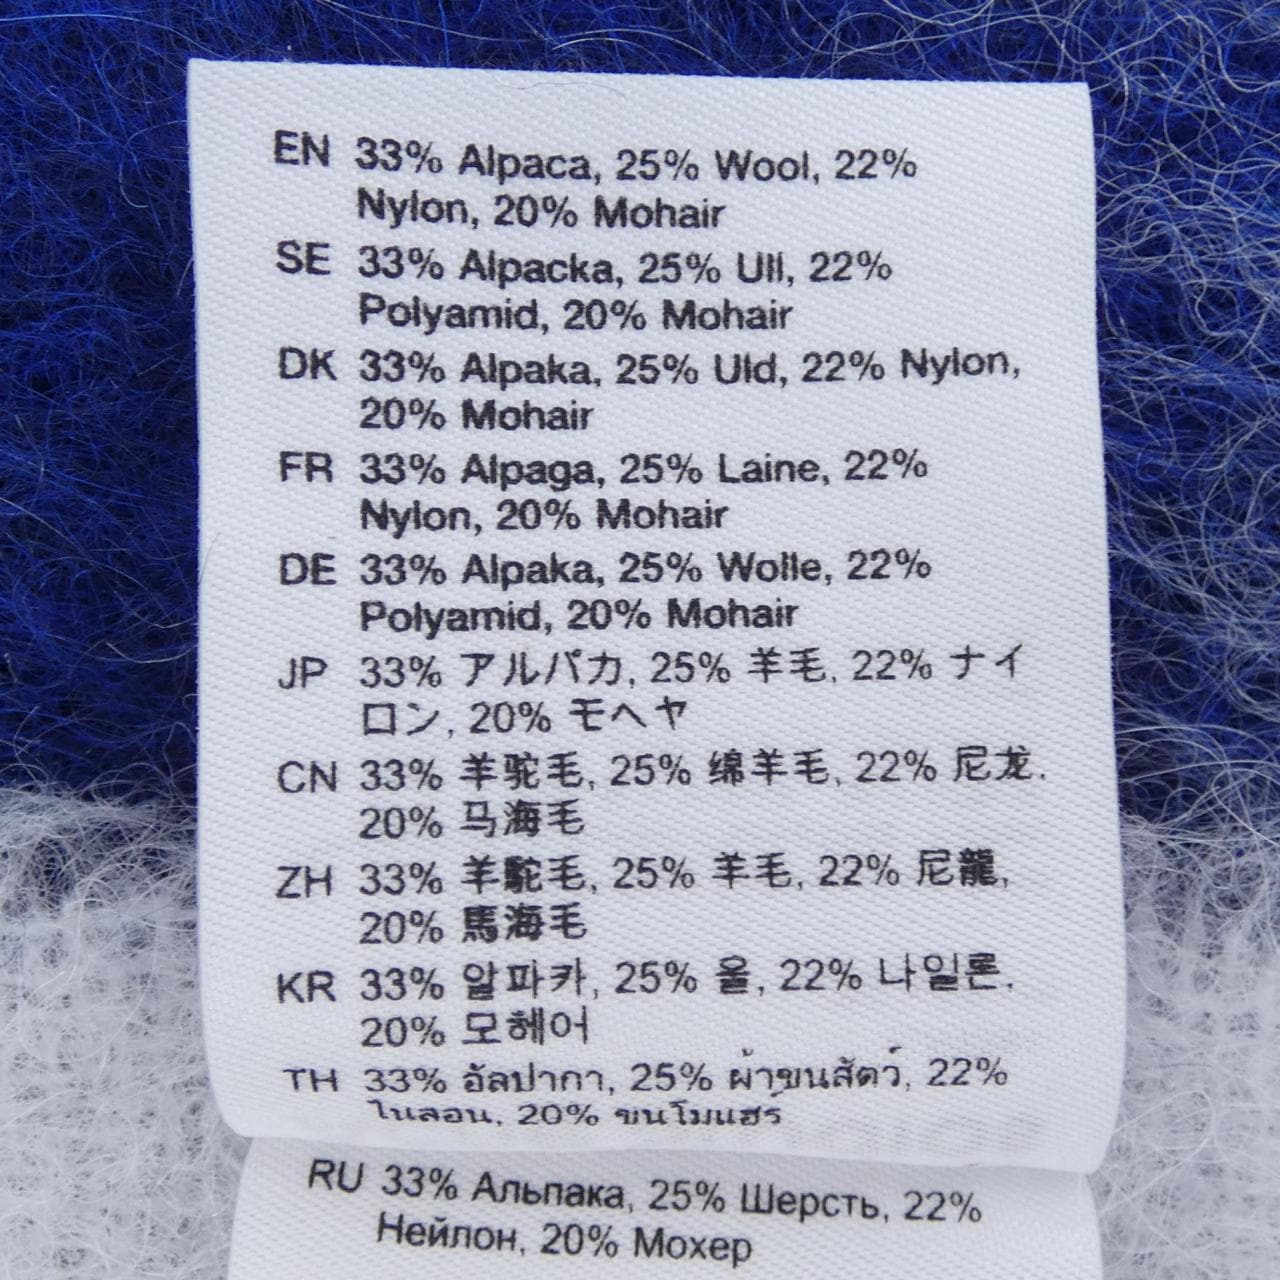 EN 33% Alpaca, 25% Wool, 22%
Nylon, 20% Mohair
SE 33% Alpacka, 25% Ull, 22%
Polyamid, 20% Mohair
DK 33% Alpaka, 25% Uld, 22% Nylon,
20% Mohair
FR 33% Alpaga, 25% Laine, 22%
Nylon, 20% Mohair
DE 33% Alpaka, 25% Wolle, 22%
Polyamid, 20% Mohair
JP 33% アルパカ, 25% 羊毛, 22% ナイ
ロン, 20% モヘヤ
CN 33% 羊驼毛, 25% 绵羊毛, 22% 尼龙,
20% 马海毛
ZH 33% 羊駝毛, 25% 羊毛, 22% 尼龍,
20% 馬海毛
KR 33% 알파카, 25% 울, 22% 나일론,
20% 모헤어
TH 33% อัลปากา, 25% ผ้าขนสัตว์, 22%
ไนลอน, 20% ขนโมแฮร์
RU 33% Альпака, 25% Шерсть, 22%
Нейлон, 20% Мохер